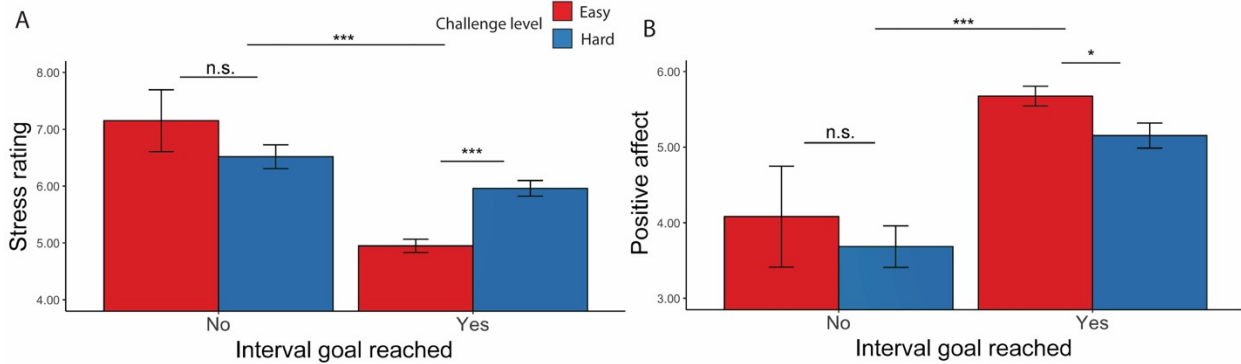 A
Challenge level
Easy
Hard
***
n.s.
***
8.00
7.00
6.00
5.00
4.00
Stress rating
No
Yes
Interval goal reached
B
***
*
n.s.
6.00
5.00
4.00
3.00
Positive affect
No
Yes
Interval goal reached